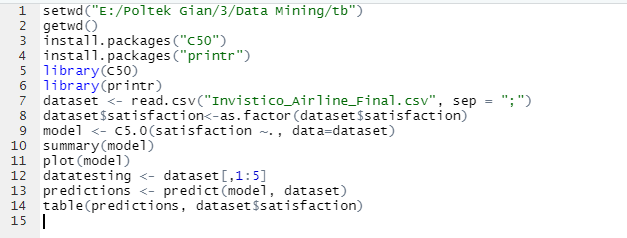 1 setwd("E:/Poltek Gian/3/Data Mining/tb")
2 getwd()
3 install.packages("C50")
4 install.packages("printr")
5 library(C50)
6 library(printr)
7 dataset <- read.csv("Invistico_Airline_Final.csv", sep = ";")
8 dataset$satisfaction<-as.factor(dataset$satisfaction)
9 model <- C5.0(satisfaction ~., data=dataset)
10 summary(model)
11 plot(model)
12 datatesting <- dataset[,1:5]
13 predictions <- predict(model, dataset)
14 table(predictions, dataset$satisfaction)
15